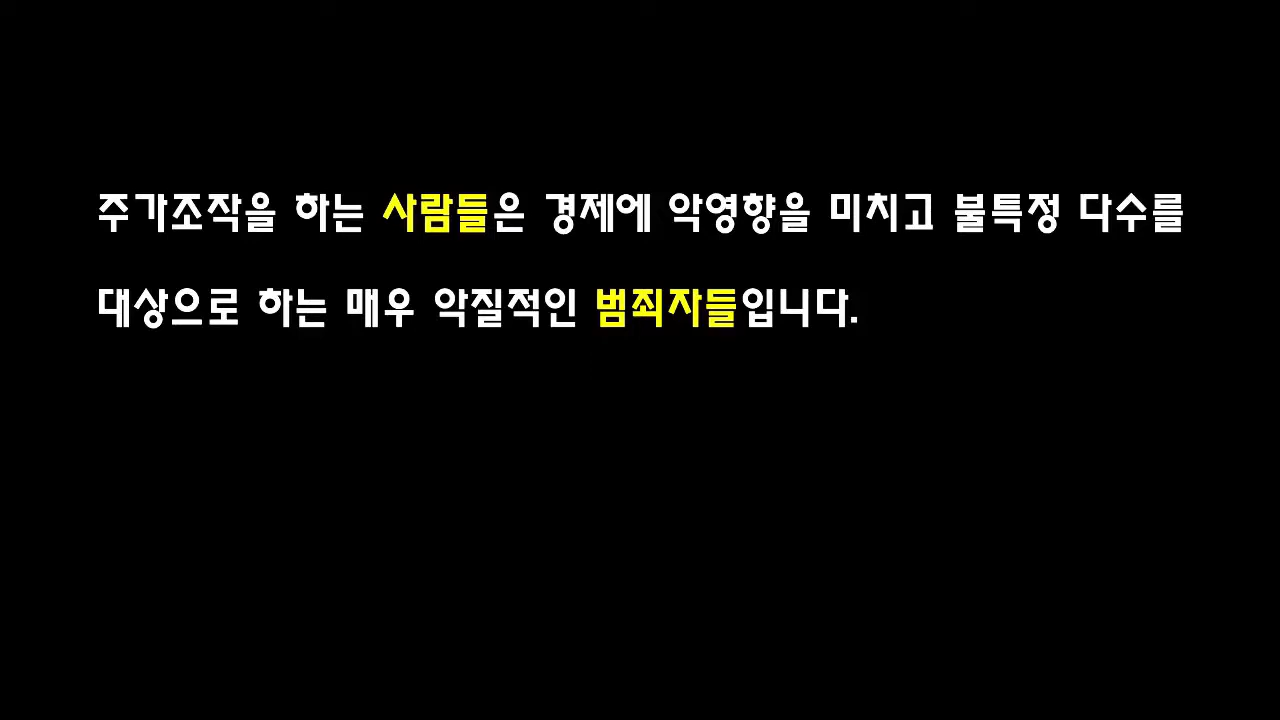 주가조작을 하는 사람들은 경제에 악영향을 미치고 불특정 다수를
대상으로 하는 매우 악질적인 범죄자들입니다.